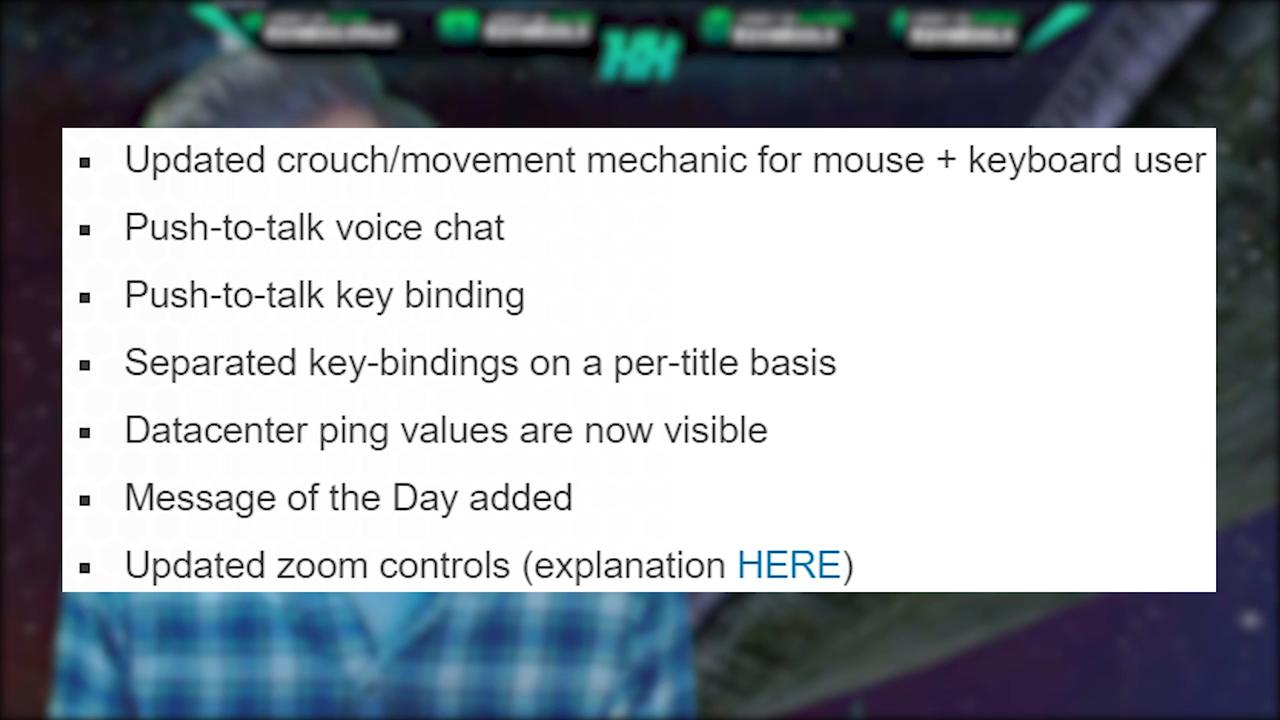 Updated crouch/movement mechanic for mouse + keyboard user
Push-to-talk voice chat
Push-to-talk key binding
Separated key-bindings on a per-title basis
Datacenter ping values are now visible
Message of the Day added
Updated zoom controls (explanation HERE)